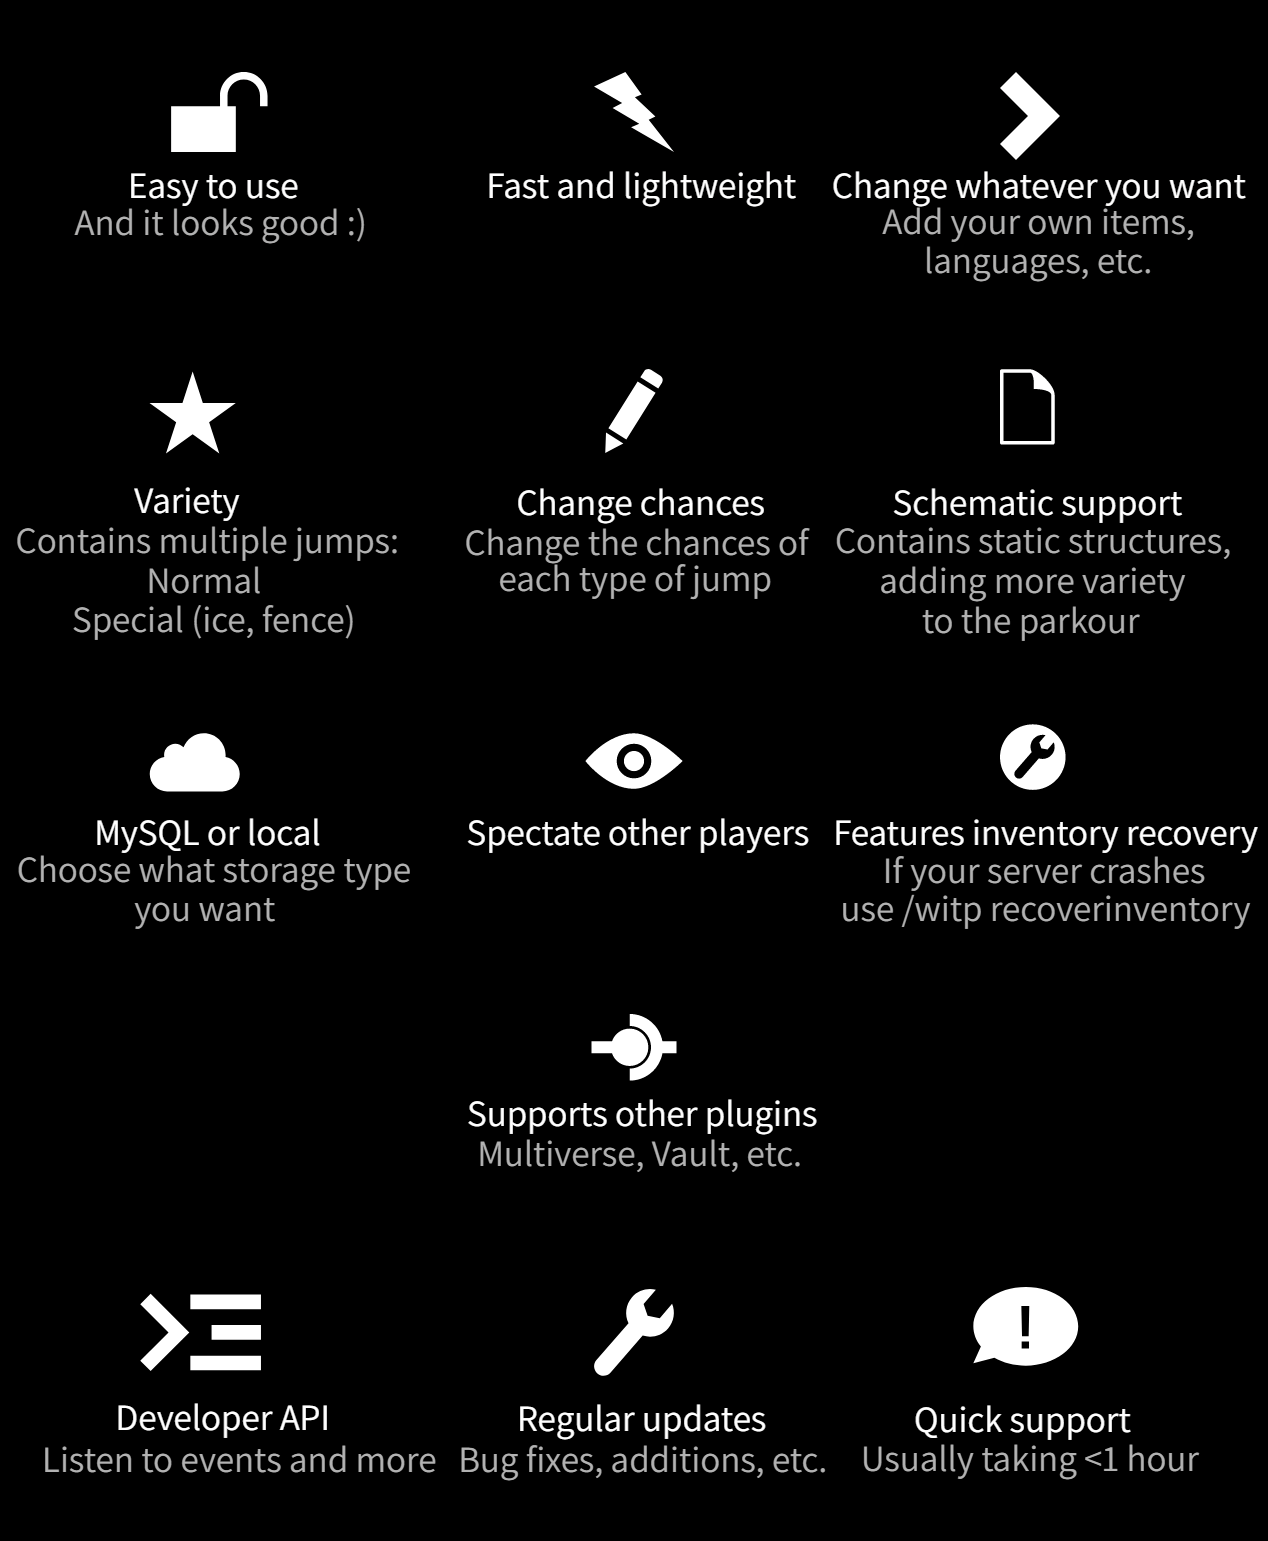 Easy to use
And it looks good :)
Fast and lightweight
Change whatever you want
Add your own items,
languages, etc.
Variety
Contains multiple jumps:
Normal
Special (ice, fence)
Change chances
Change the chances of
each type of jump
Schematic support
Contains static structures,
adding more variety
to the parkour
MySQL or local
Choose what storage type
you want
Spectate other players
Features inventory recovery
If your server crashes
use /witp recoverinventory
Supports other plugins
Multiverse, Vault, etc.
Developer API
Listen to events and more
Regular updates
Bug fixes, additions, etc.
!
Quick support
Usually taking <1 hour